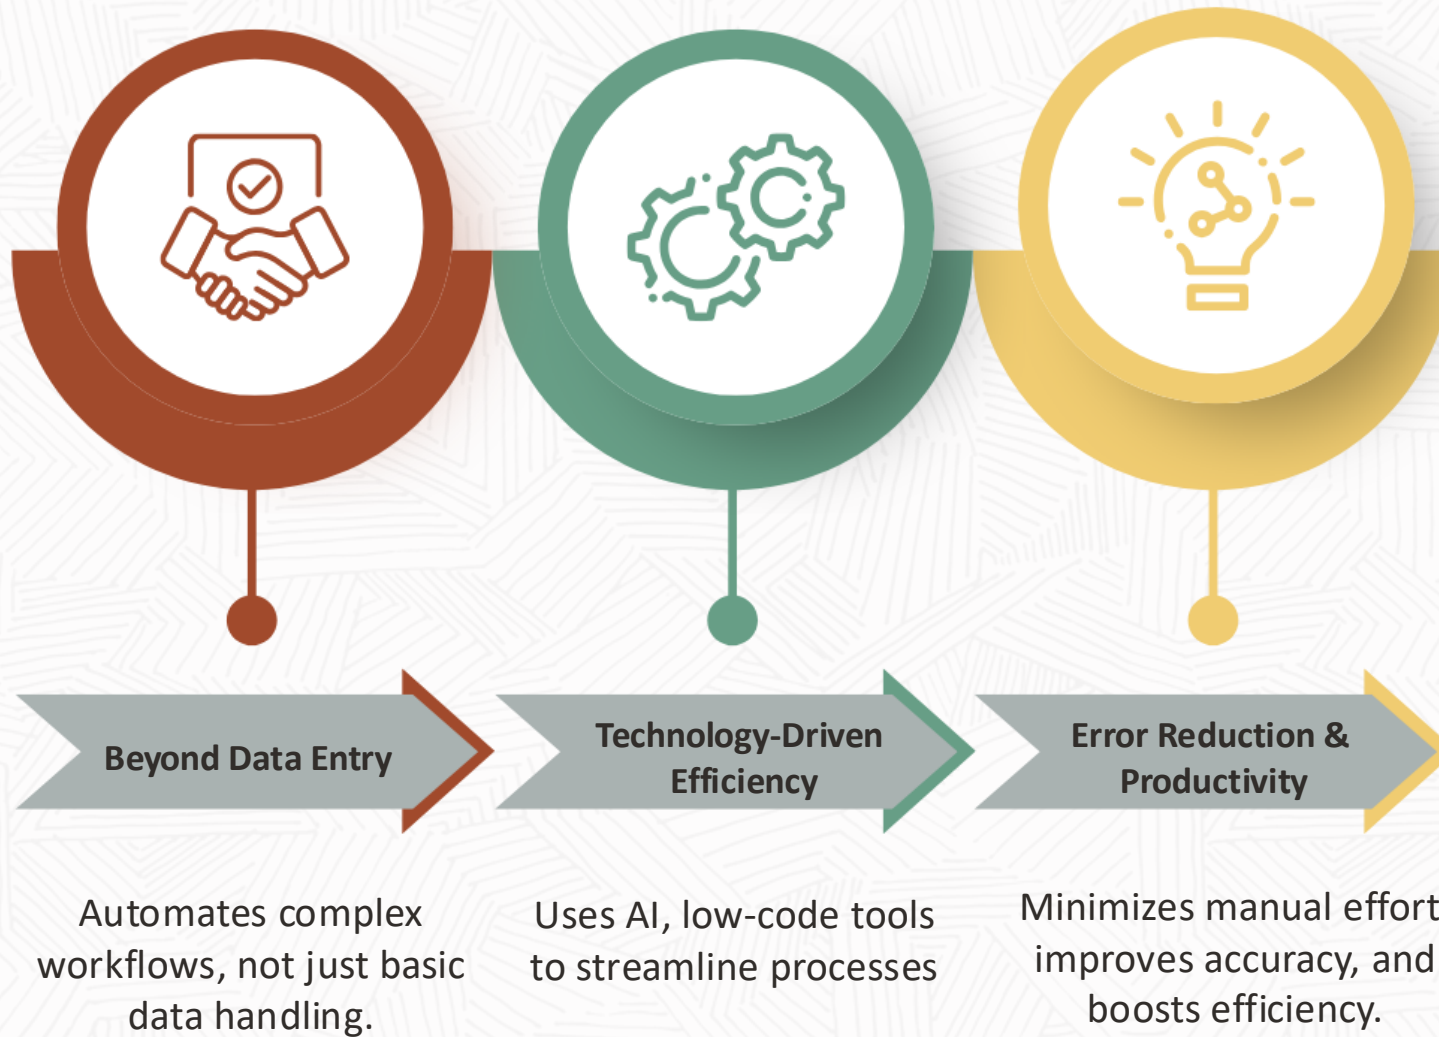 Beyond Data Entry
Technology-Driven
Efficiency
Error Reduction &
Productivity
Automates complex
workflows, not just basic
data handling.
Uses AI, low-code tools
to streamline processes
Minimizes manual effort
improves accuracy, and
boosts efficiency.